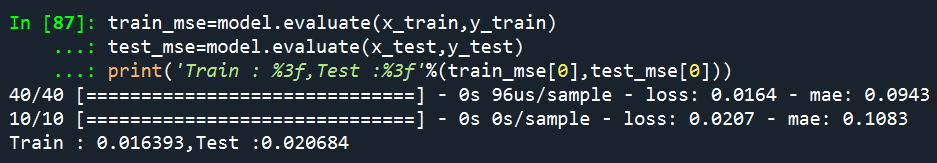 In [87]: train_mse=model.evaluate(x_train,y_train)
...: test_mse=model.evaluate(x_test,y_test)
...: print('Train : %3f,Test :%3f'%(train_mse[0],test_mse[0]))
40/40 [==============================] - 0s 96us/sample - loss: 0.0164 - mae: 0.0943
10/10 [==============================] - 0s 0s/sample - loss: 0.0207 - mae: 0.1083
Train : 0.016393,Test :0.020684